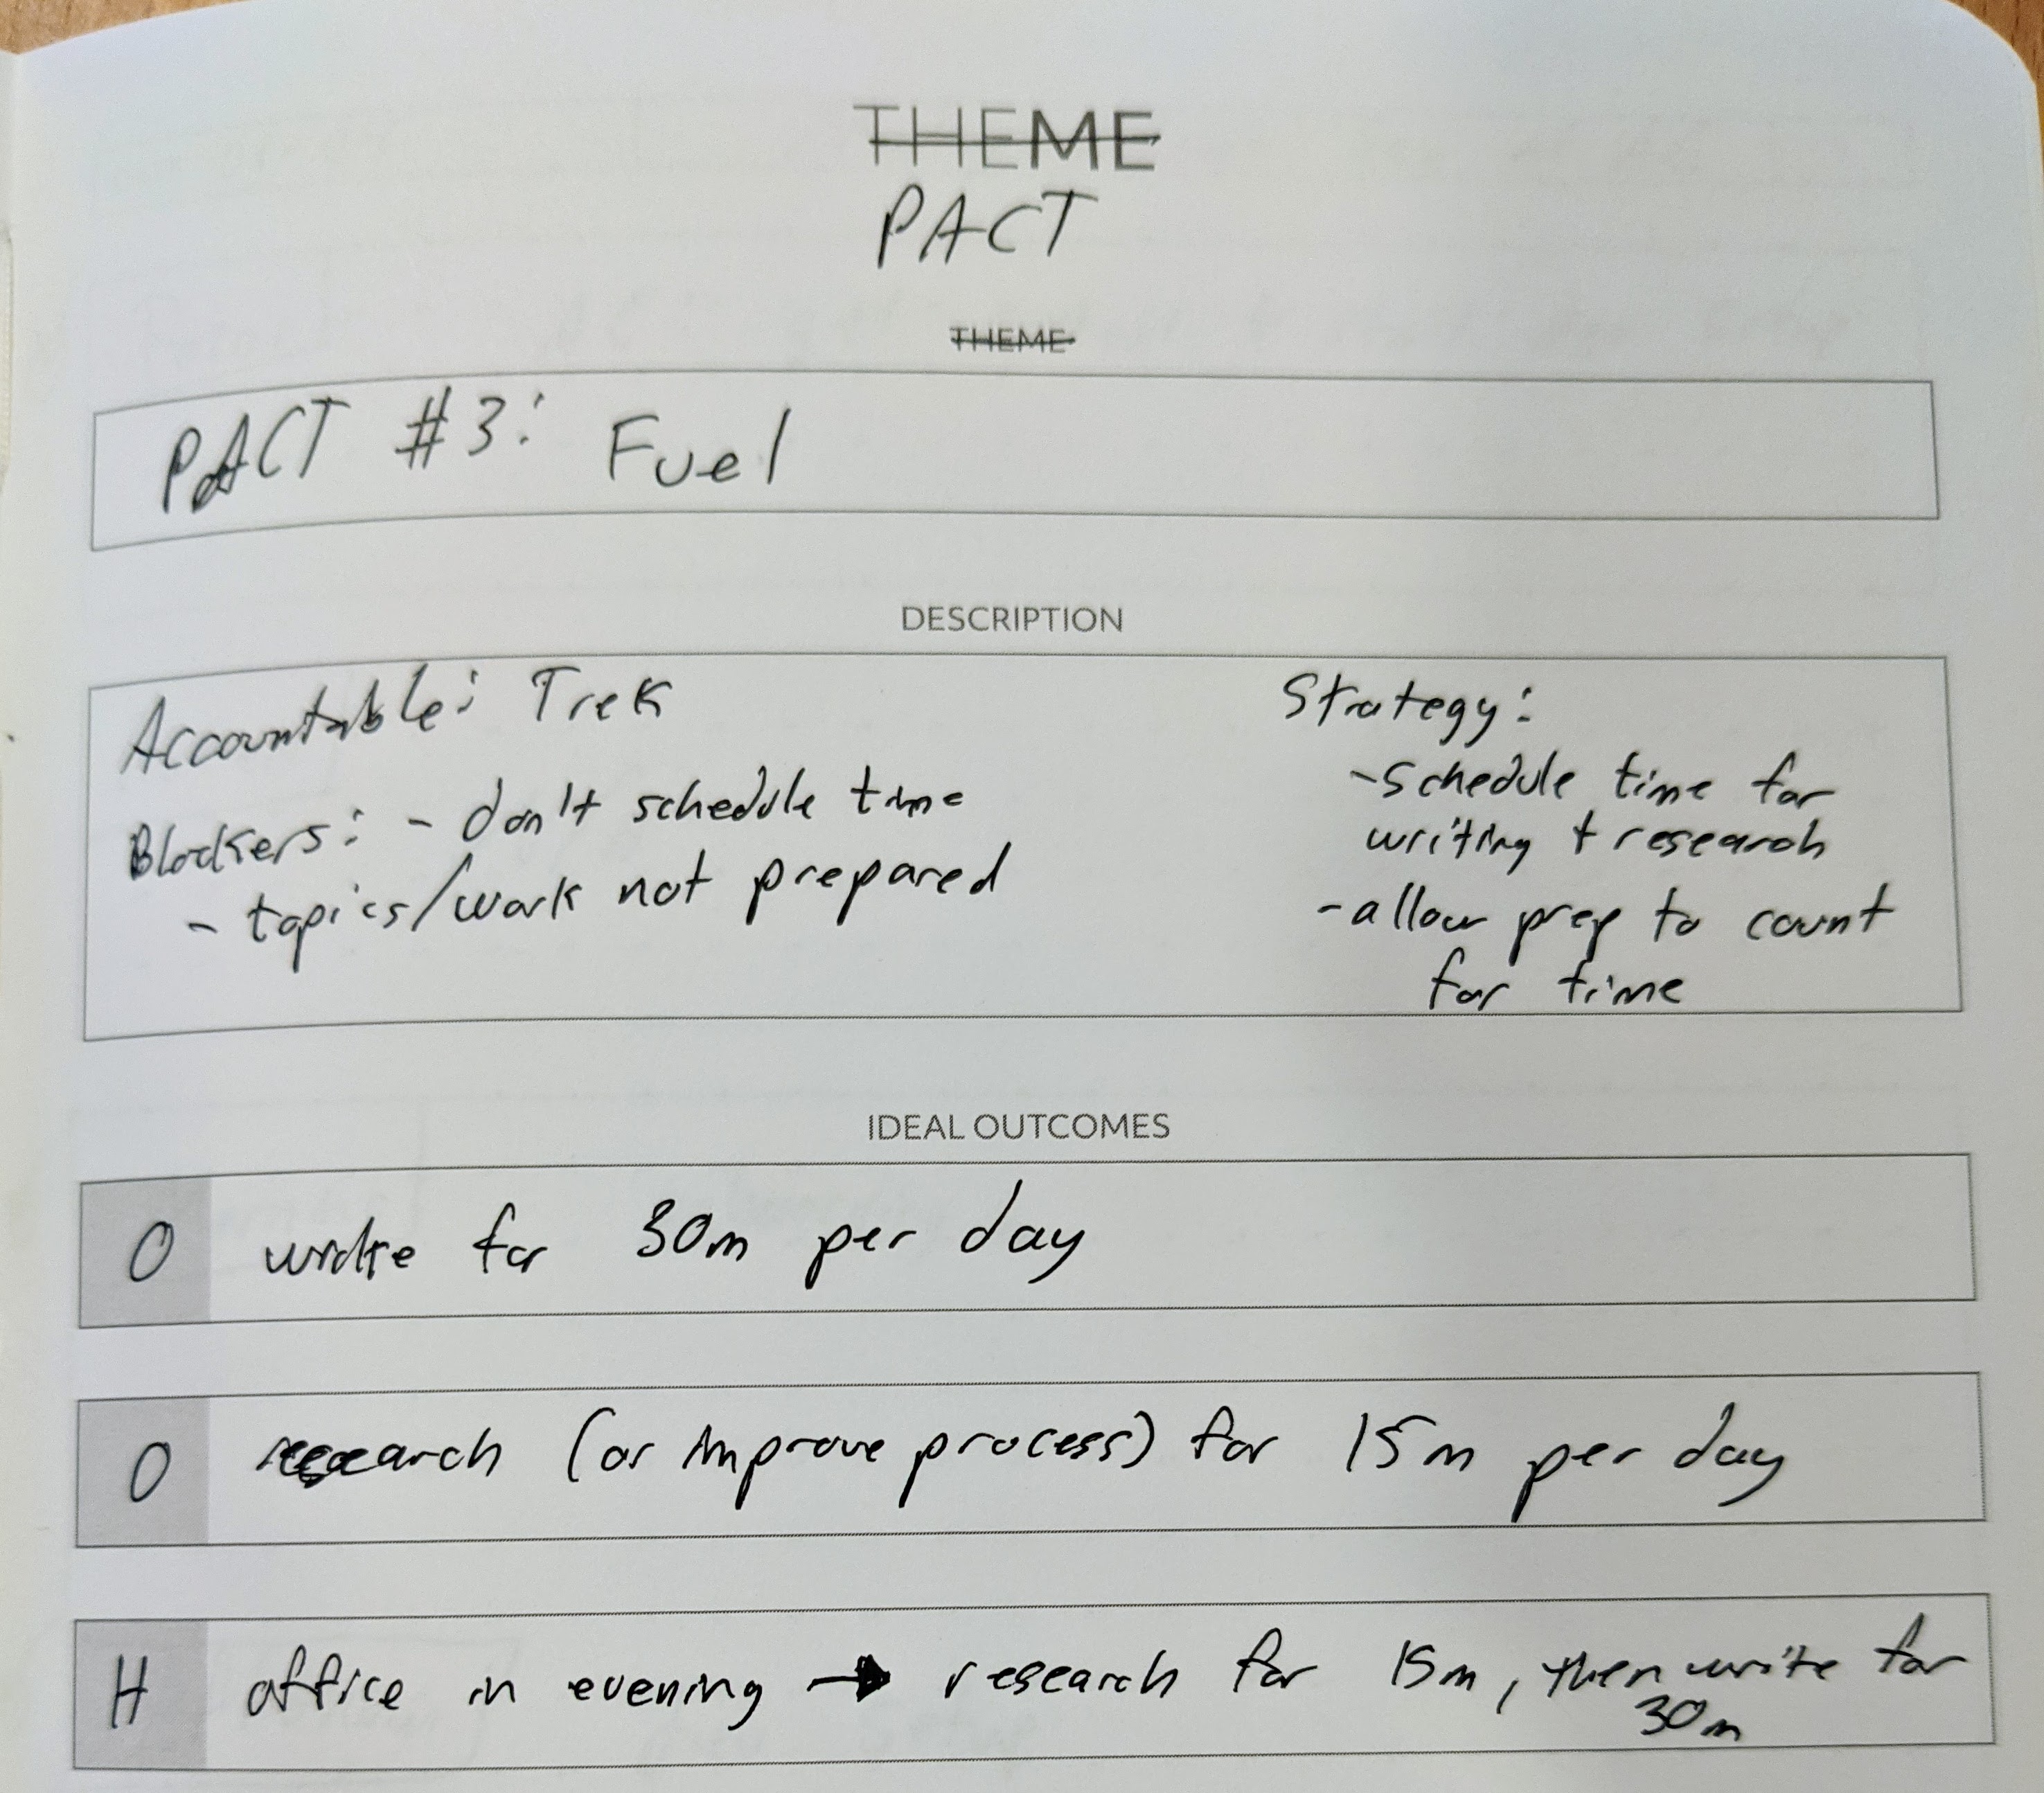 THEME
PACT
THEME
PACT #3: Fuel
DESCRIPTION
Accountable: Trek
Blockers: - don't schedule time
- topics/work not prepared
Strategy:
- schedule time for
writing + research
- allow prep to count
for time
IDEAL OUTCOMES
O write for 30m per day
O research (or improve process) for 15m per day
H office in evening → research for 15m, then write for
30m